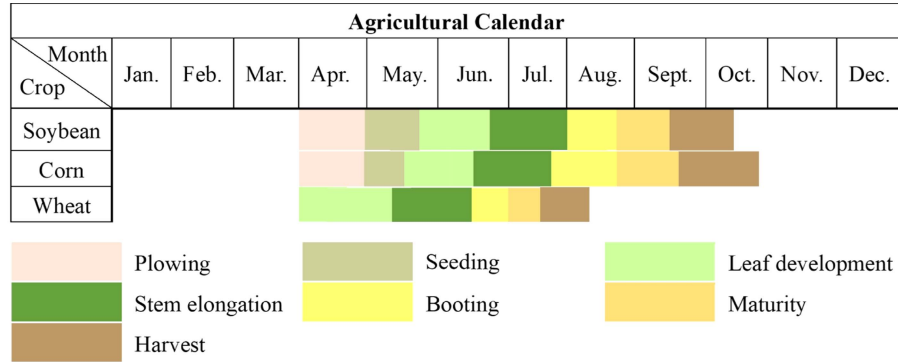 Agricultural Calendar
Month
Crop
Jan. Feb. Mar. Apr. May. Jun. Jul. Aug. Sept. Oct. Nov. Dec.
Soybean
Corn
Wheat
Plowing Seeding Leaf development
Stem elongation Booting Maturity
Harvest